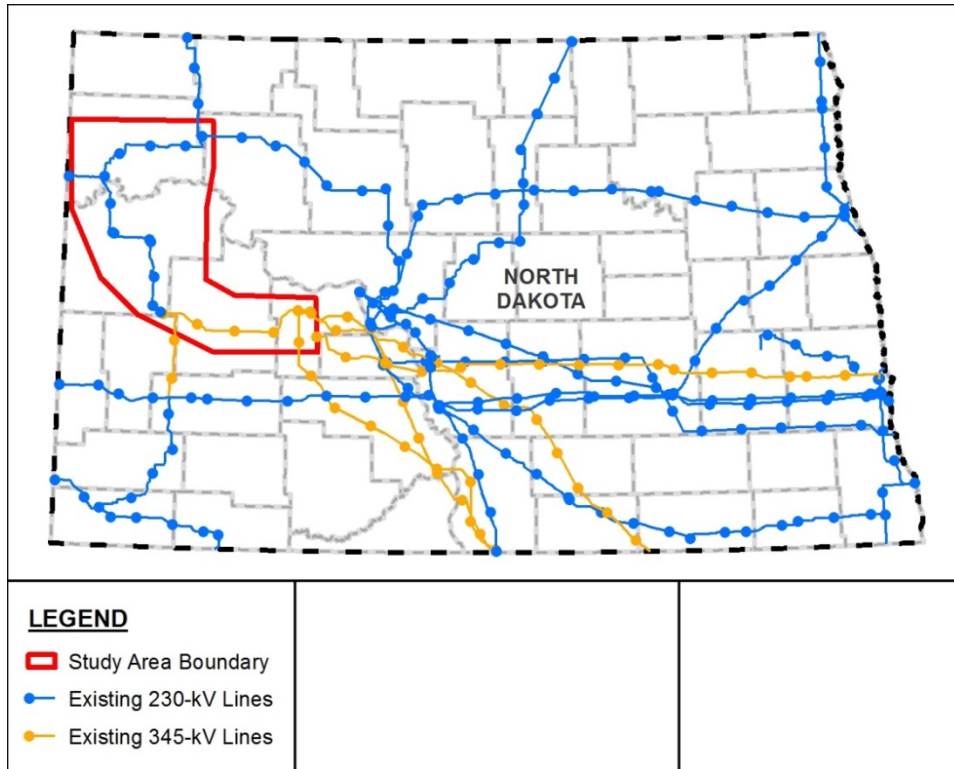 NORTH
DAKOTA
LEGEND
Study Area Boundary
Existing 230-kV Lines
Existing 345-kV Lines